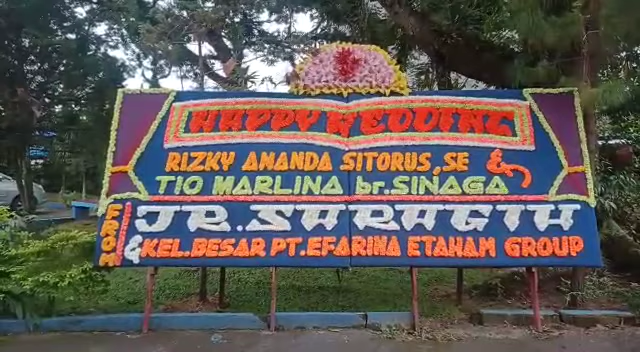 HAPPY WEDDING
RIZKY ANANDA SITORUS, SE
&
TIO MARLINA br. SINAGA
FROM
JR. SARAGIH
& KEL. BESAR PT. EFARINA ETAHAM GROUP